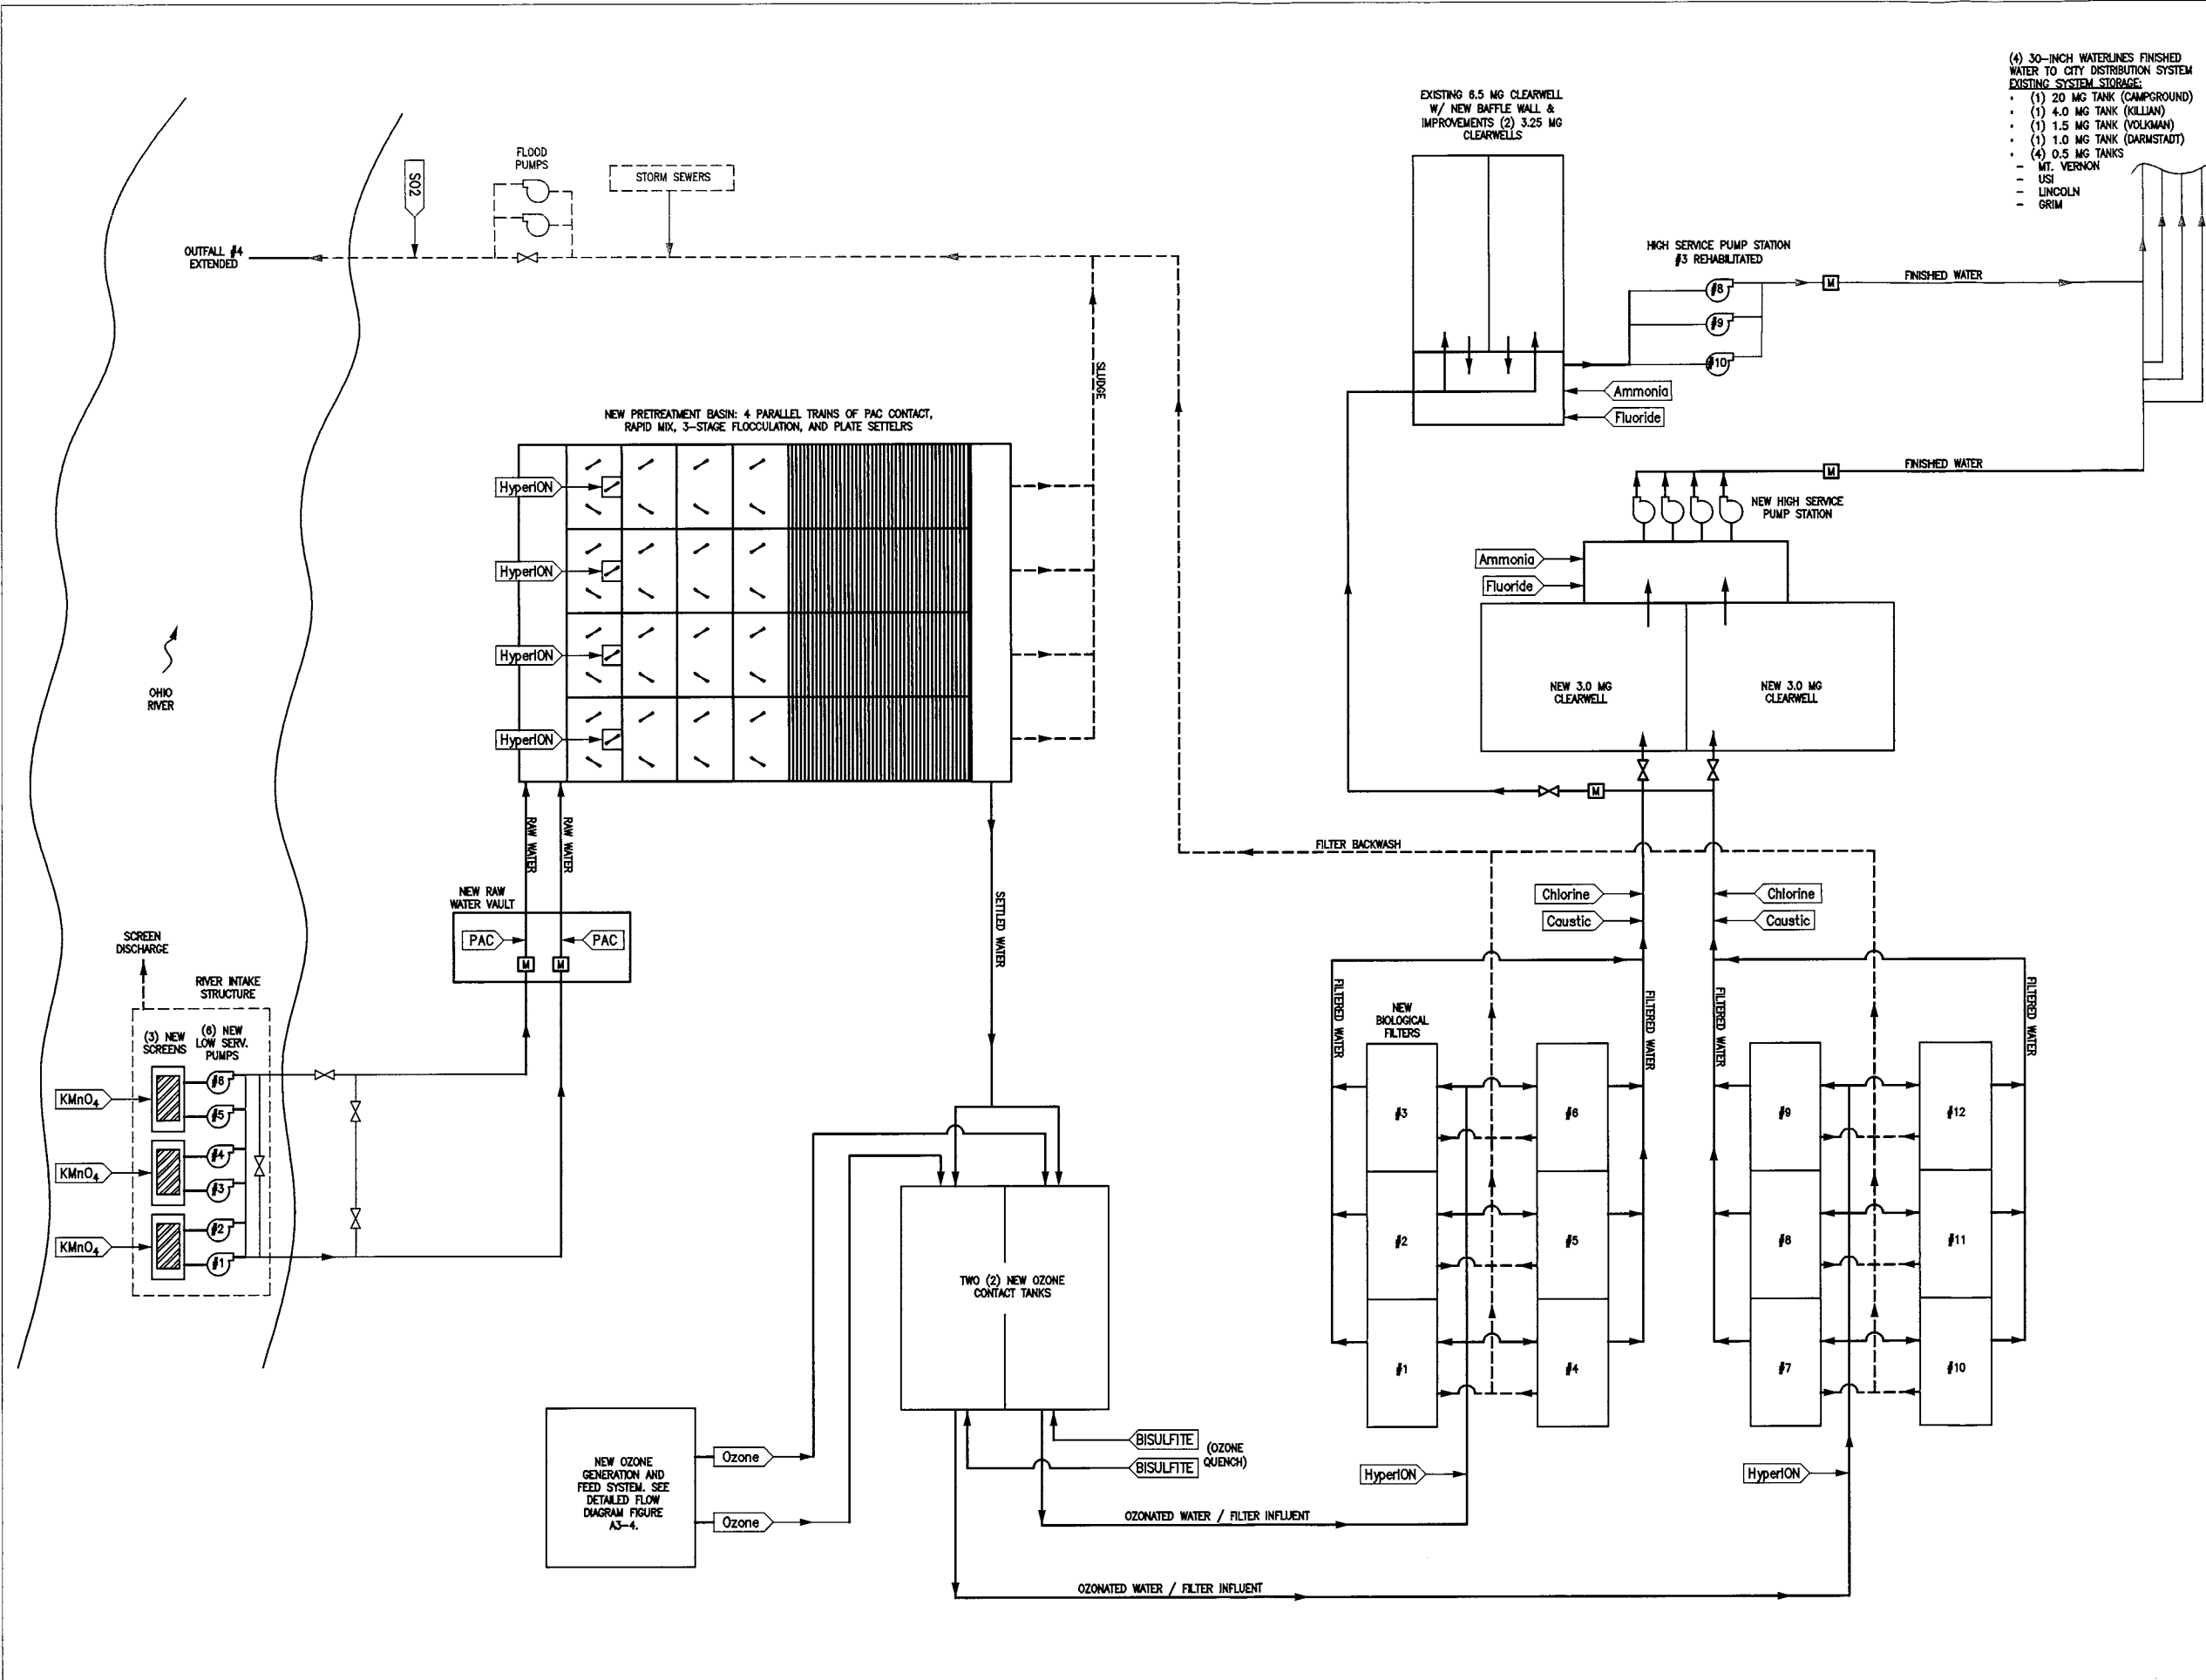 (4) 30-INCH WATERLINES FINISHED
WATER TO CITY DISTRIBUTION SYSTEM
EXISTING SYSTEM STORAGE:
· (1) 20 MG TANK (CAMPGROUND)
· (1) 4.0 MG TANK (KILLIAN)
· (1) 1.5 MG TANK (VOLKMAN)
· (1) 1.0 MG TANK (DARMSTADT)
· (4) 0.5 MG TANKS
– MT. VERNON
– USI
– LINCOLN
– GRIM
EXISTING 6.5 MG CLEARWELL
W/ NEW BAFFLE WALL &
IMPROVEMENTS (2) 3.25 MG
CLEARWELLS
FLOOD
PUMPS
SO2
STORM SEWERS
OUTFALL #4
EXTENDED
HIGH SERVICE PUMP STATION
#3 REHABILITATED
#8
#9
#10
M
FINISHED WATER
Ammonia
Fluoride
SLUDGE
NEW PRETREATMENT BASIN: 4 PARALLEL TRAINS OF PAC CONTACT,
RAPID MIX, 3-STAGE FLOCCULATION, AND PLATE SETTELRS
HyperION
HyperION
HyperION
HyperION
M
FINISHED WATER
NEW HIGH SERVICE
PUMP STATION
Ammonia
Fluoride
NEW 3.0 MG
CLEARWELL
NEW 3.0 MG
CLEARWELL
M
OHIO
RIVER
RAW WATER
RAW WATER
NEW RAW
WATER VAULT
PAC
PAC
M
M
SETTLED WATER
FILTER BACKWASH
Chlorine
Caustic
Chlorine
Caustic
SCREEN
DISCHARGE
RIVER INTAKE
STRUCTURE
(3) NEW
SCREENS
(6) NEW
LOW SERV.
PUMPS
KMnO4
KMnO4
KMnO4
#6
#5
#4
#3
#2
#1
FILTERED WATER
NEW
BIOLOGICAL
FILTERS
FILTERED WATER
FILTERED WATER
FILTERED WATER
#3
#6
#9
#12
#2
#5
#8
#11
#1
#4
#7
#10
TWO (2) NEW OZONE
CONTACT TANKS
BISULFITE
BISULFITE
(OZONE
QUENCH)
HyperION
HyperION
NEW OZONE
GENERATION AND
FEED SYSTEM. SEE
DETAILED FLOW
DIAGRAM FIGURE
A3-4.
Ozone
Ozone
OZONATED WATER / FILTER INFLUENT
OZONATED WATER / FILTER INFLUENT